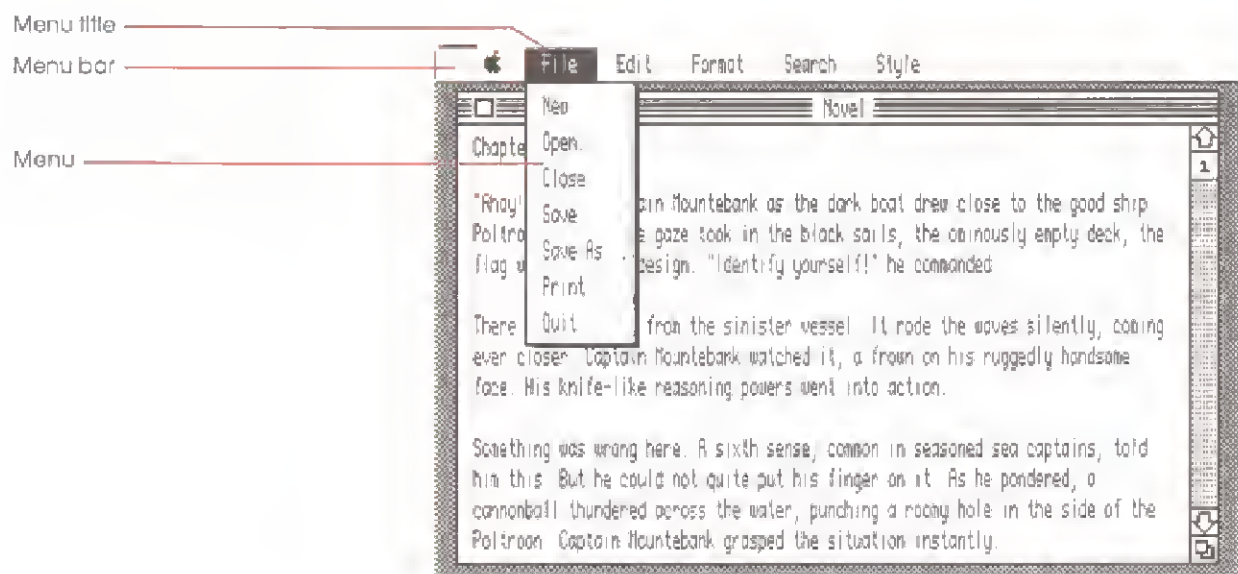 Menu title
Menu bar
Menu
File Edit Format Search Style
Novel
New
Open.
Close
Save
Save As ...
Print
Quit
Chapte
1
"Ahoy! ain Mountebank as the dark boat drew close to the good ship
Poltroo e gaze took in the black sails, the ominously empty deck, the
flag w design. "Identify yourself!" he commanded
There from the sinister vessel. It rode the waves silently, coming
ever closer. Captain Mountebank watched it, a frown on his ruggedly handsome
face. His knife-like reasoning powers went into action.
Something was wrong here. A sixth sense, common in seasoned sea captains, told
him this. But he could not quite put his finger on it. As he pondered, a
cannonball thundered across the water, punching a roomy hole in the side of the
Poltroon. Captain Mountebank grasped the situation instantly.